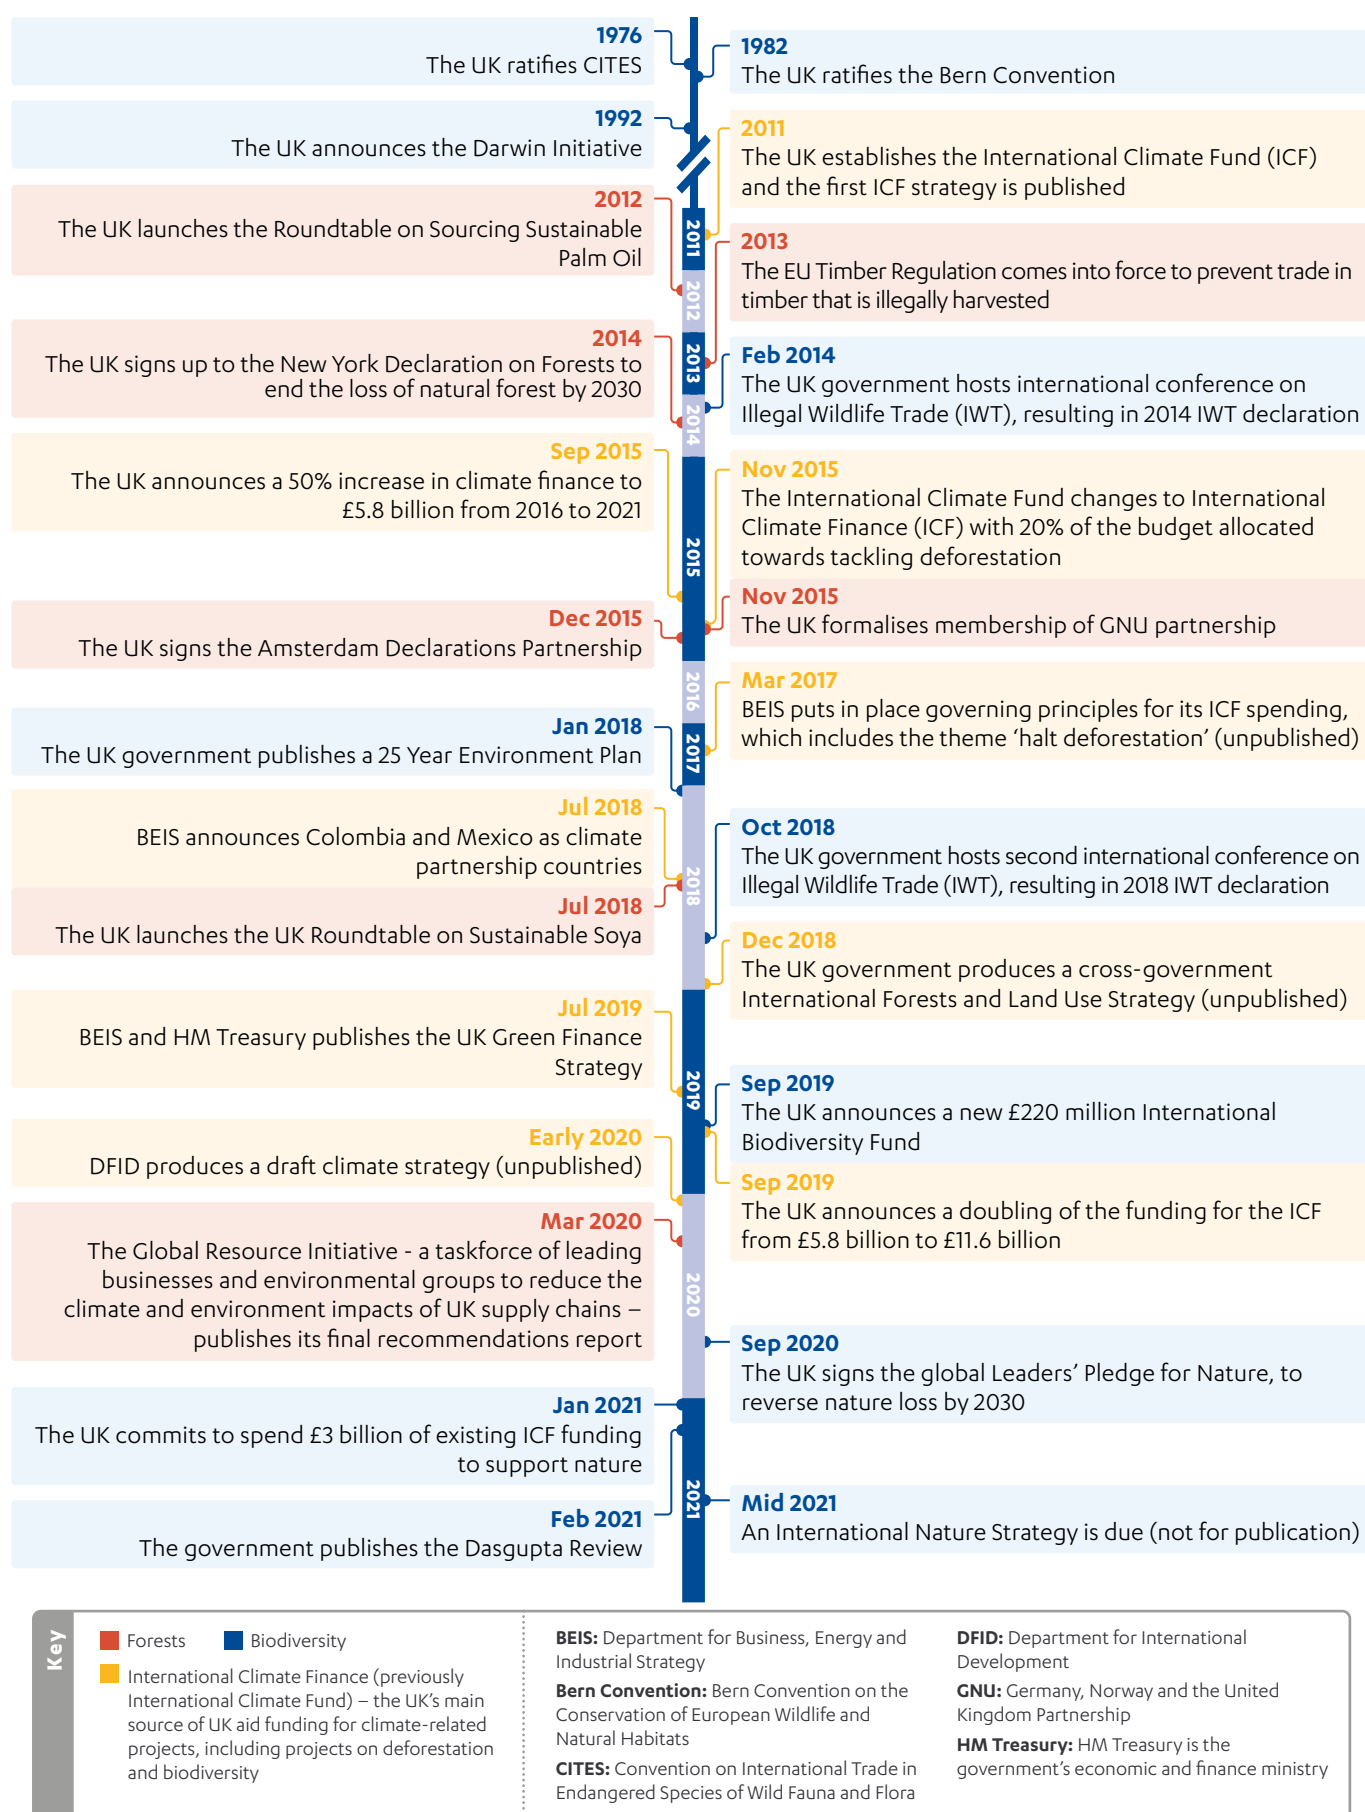 1976
The UK ratifies CITES
1982
The UK ratifies the Bern Convention
1992
The UK announces the Darwin Initiative
2011
The UK establishes the International Climate Fund (ICF)
and the first ICF strategy is published
2012
The UK launches the Roundtable on Sourcing Sustainable
Palm Oil
2013
The EU Timber Regulation comes into force to prevent trade in
timber that is illegally harvested
2014
The UK signs up to the New York Declaration on Forests to
end the loss of natural forest by 2030
Feb 2014
The UK government hosts international conference on
Illegal Wildlife Trade (IWT), resulting in 2014 IWT declaration
Sep 2015
The UK announces a 50% increase in climate finance to
£5.8 billion from 2016 to 2021
Nov 2015
The International Climate Fund changes to International
Climate Finance (ICF) with 20% of the budget allocated
towards tackling deforestation
Nov 2015
The UK formalises membership of GNU partnership
Dec 2015
The UK signs the Amsterdam Declarations Partnership
Mar 2017
BEIS puts in place governing principles for its ICF spending,
which includes the theme ‘halt deforestation’ (unpublished)
Jan 2018
The UK government publishes a 25 Year Environment Plan
Jul 2018
BEIS announces Colombia and Mexico as climate
partnership countries
Jul 2018
The UK launches the UK Roundtable on Sustainable Soya
Oct 2018
The UK government hosts second international conference on
Illegal Wildlife Trade (IWT), resulting in 2018 IWT declaration
Dec 2018
The UK government produces a cross-government
International Forests and Land Use Strategy (unpublished)
Jul 2019
BEIS and HM Treasury publishes the UK Green Finance
Strategy
Sep 2019
The UK announces a new £220 million International
Biodiversity Fund
Sep 2019
The UK announces a doubling of the funding for the ICF
from £5.8 billion to £11.6 billion
Early 2020
DFID produces a draft climate strategy (unpublished)
Mar 2020
The Global Resource Initiative - a taskforce of leading
businesses and environmental groups to reduce the
climate and environment impacts of UK supply chains –
publishes its final recommendations report
Sep 2020
The UK signs the global Leaders’ Pledge for Nature, to
reverse nature loss by 2030
Jan 2021
The UK commits to spend £3 billion of existing ICF funding
to support nature
Feb 2021
The government publishes the Dasgupta Review
Mid 2021
An International Nature Strategy is due (not for publication)
2011
2012
2013
2014
2015
2016
2017
2018
2019
2020
2021
Key
Forests
Biodiversity
International Climate Finance (previously
International Climate Fund) – the UK’s main
source of UK aid funding for climate-related
projects, including projects on deforestation
and biodiversity
BEIS: Department for Business, Energy and
Industrial Strategy
Bern Convention: Bern Convention on the
Conservation of European Wildlife and
Natural Habitats
CITES: Convention on International Trade in
Endangered Species of Wild Fauna and Flora
DFID: Department for International
Development
GNU: Germany, Norway and the United
Kingdom Partnership
HM Treasury: HM Treasury is the
government’s economic and finance ministry